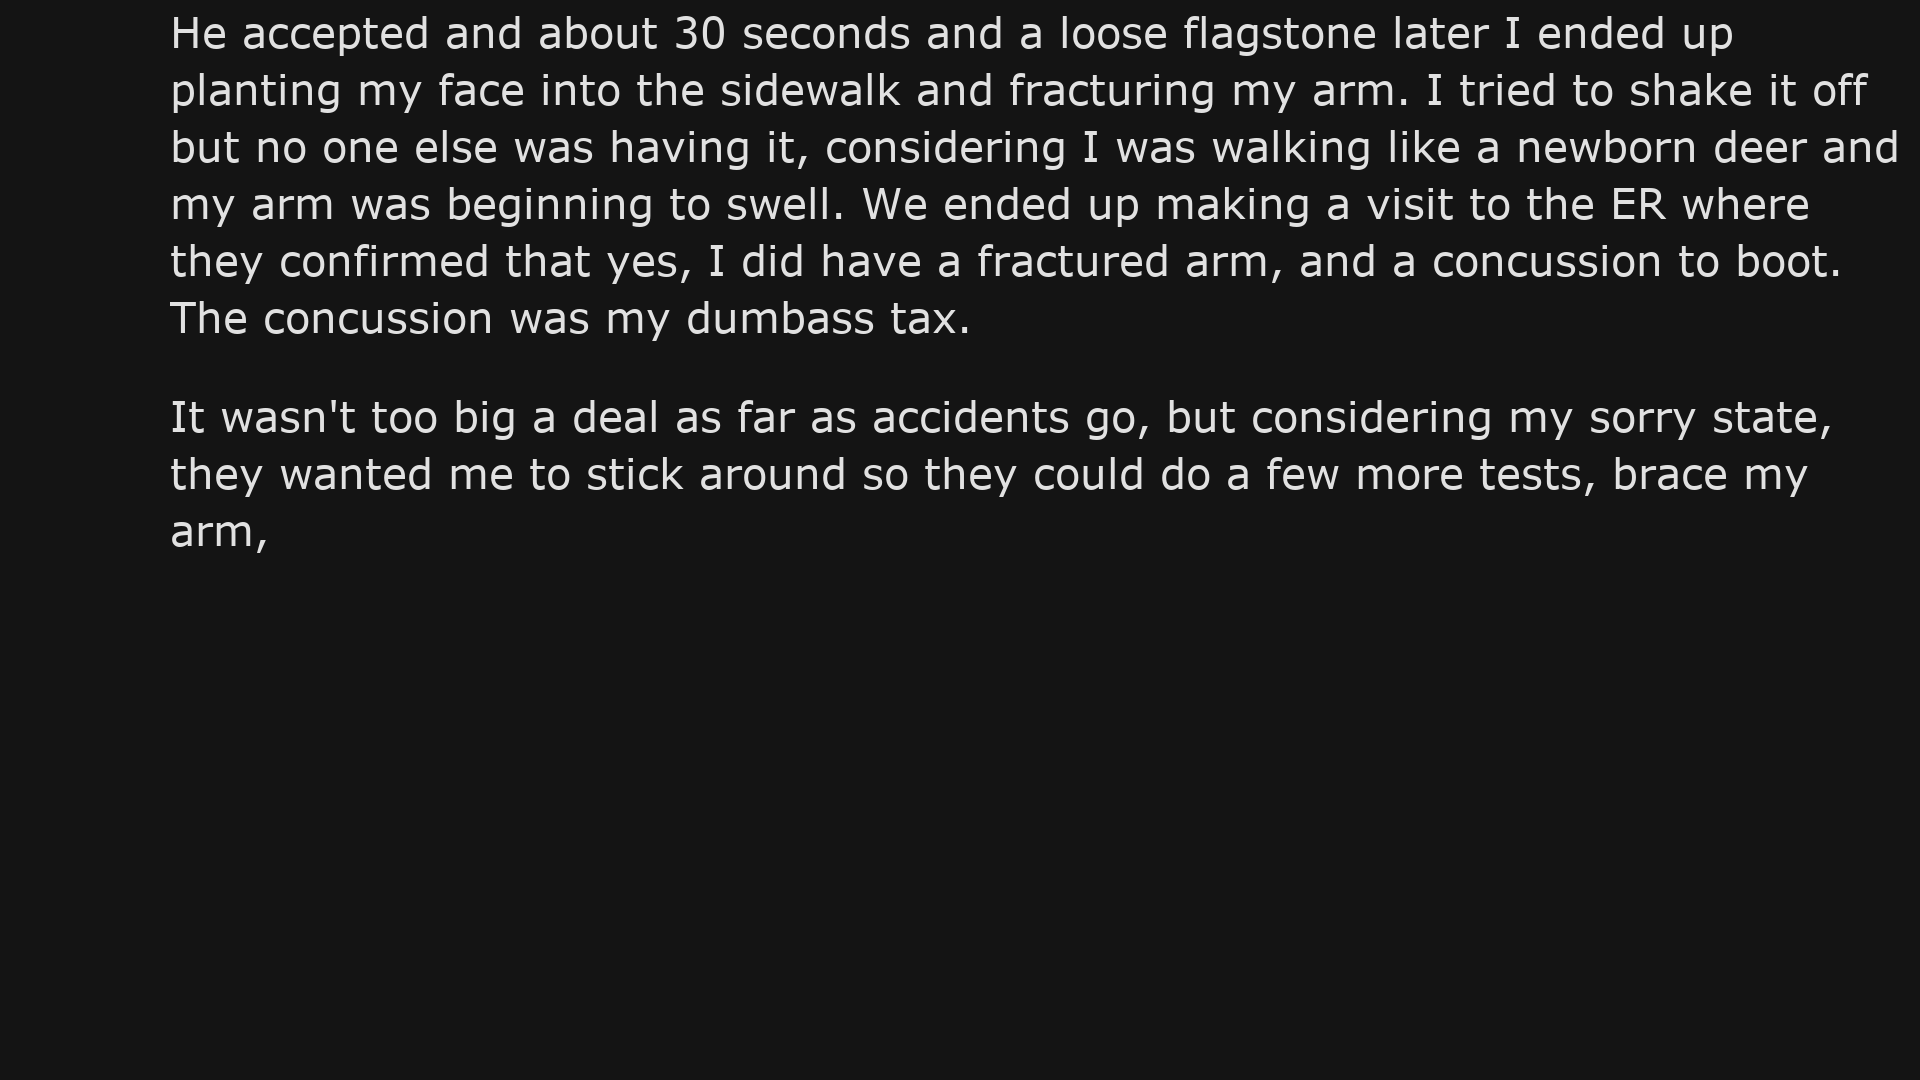 He accepted and about 30 seconds and a loose flagstone later I ended up
planting my face into the sidewalk and fracturing my arm. I tried to shake it off
but no one else was having it, considering I was walking like a newborn deer and
my arm was beginning to swell. We ended up making a visit to the ER where
they confirmed that yes, I did have a fractured arm, and a concussion to boot.
The concussion was my dumbass tax.
It wasn't too big a deal as far as accidents go, but considering my sorry state,
they wanted me to stick around so they could do a few more tests, brace my
arm,